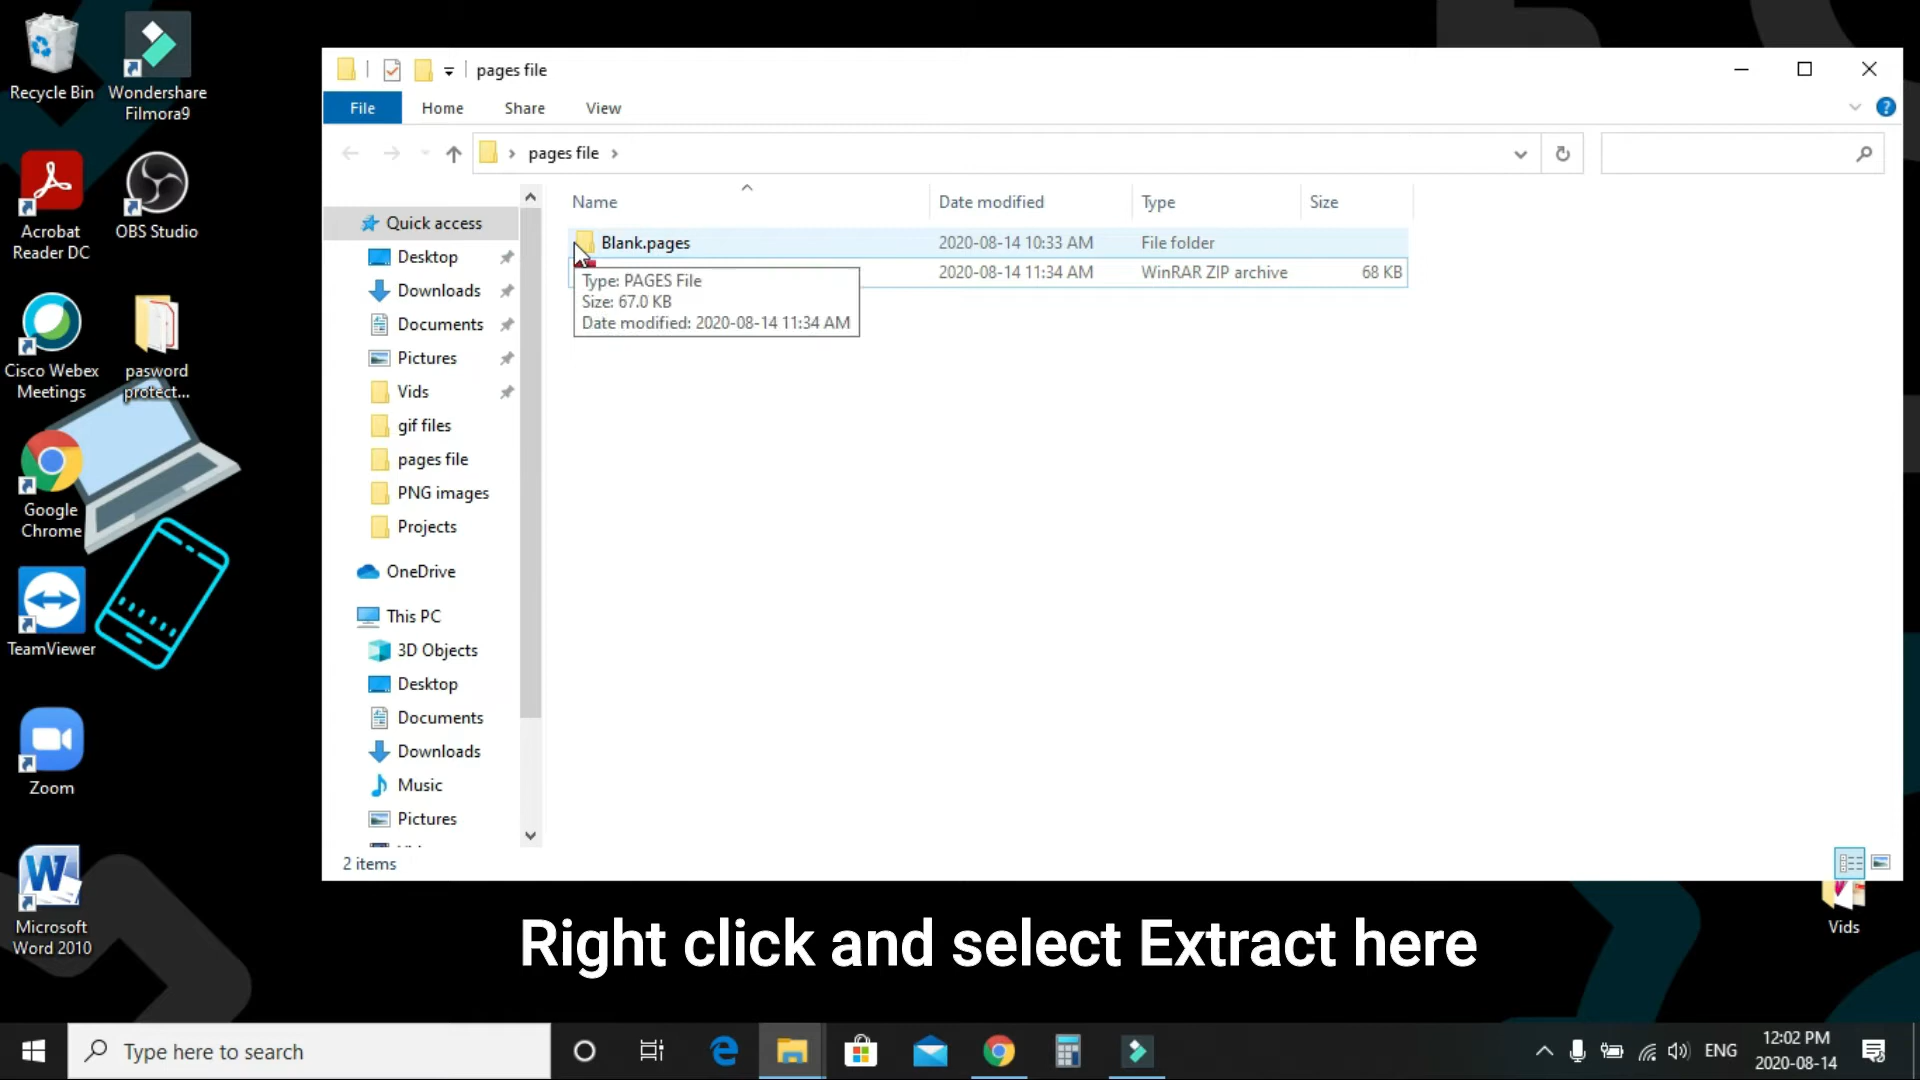 Recycle Bin
Wondershare
Filmora9
Acrobat
Reader DC
OBS Studio
Cisco Webex
Meetings
pasword
protect...
Google
Chrome
TeamViewer
Zoom
Microsoft
Word 2010
pages file
File
Home
Share
View
?
pages file
Name
Date modified
Type
Size
Blank.pages
2020-08-14 10:33 AM
File folder
2020-08-14 11:34 AM
WinRAR ZIP archive
68 KB
Type: PAGES File
Size: 67.0 KB
Date modified: 2020-08-14 11:34 AM
Quick access
Desktop
Downloads
Documents
Pictures
Vids
gif files
pages file
PNG images
Projects
OneDrive
This PC
3D Objects
Desktop
Documents
Downloads
Music
Pictures
2 items
Vids
Right click and select Extract here
Type here to search
ENG
12:02 PM
2020-08-14